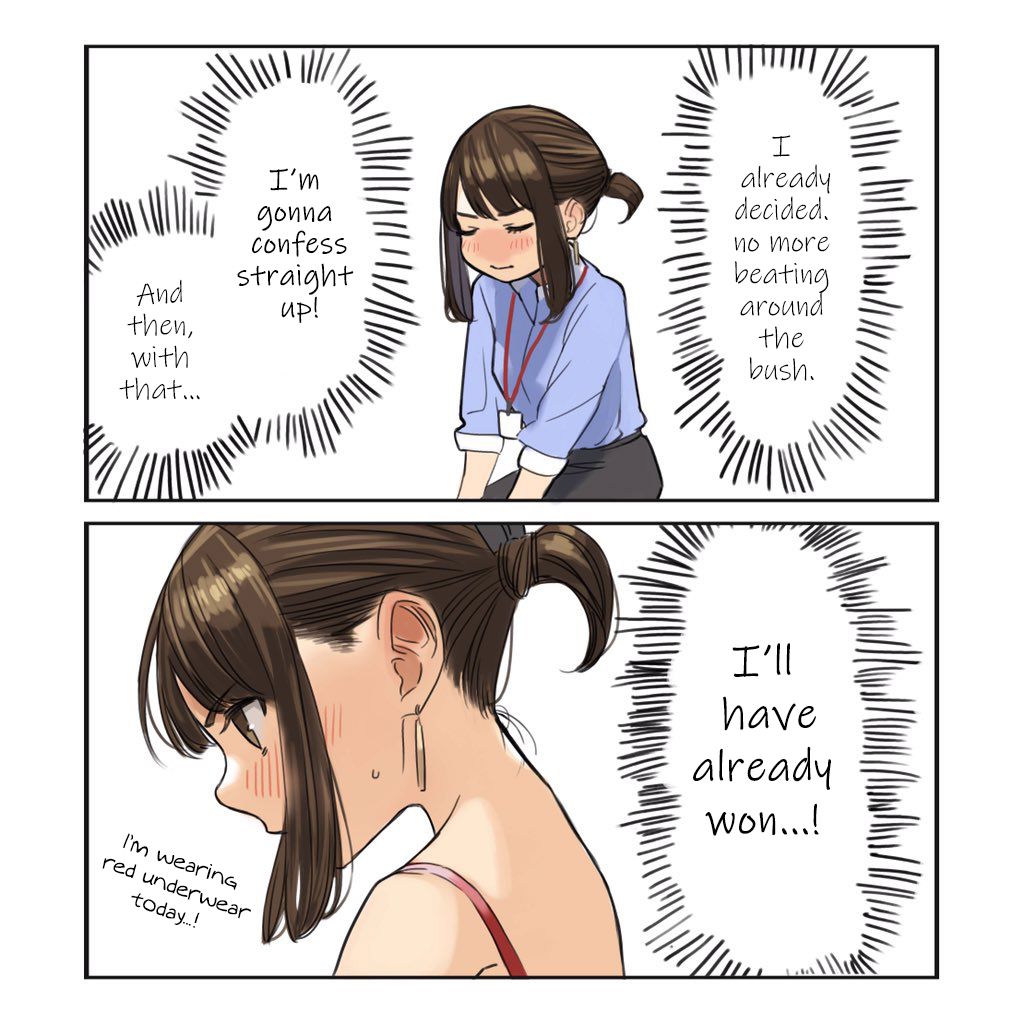 I
already
decided.
no more
beating
around
the
bush.
I'm
gonna
confess
straight
up!
And
then,
with
that...
I'll
have
already
won...!
I'm wearing
red underwear
today...!